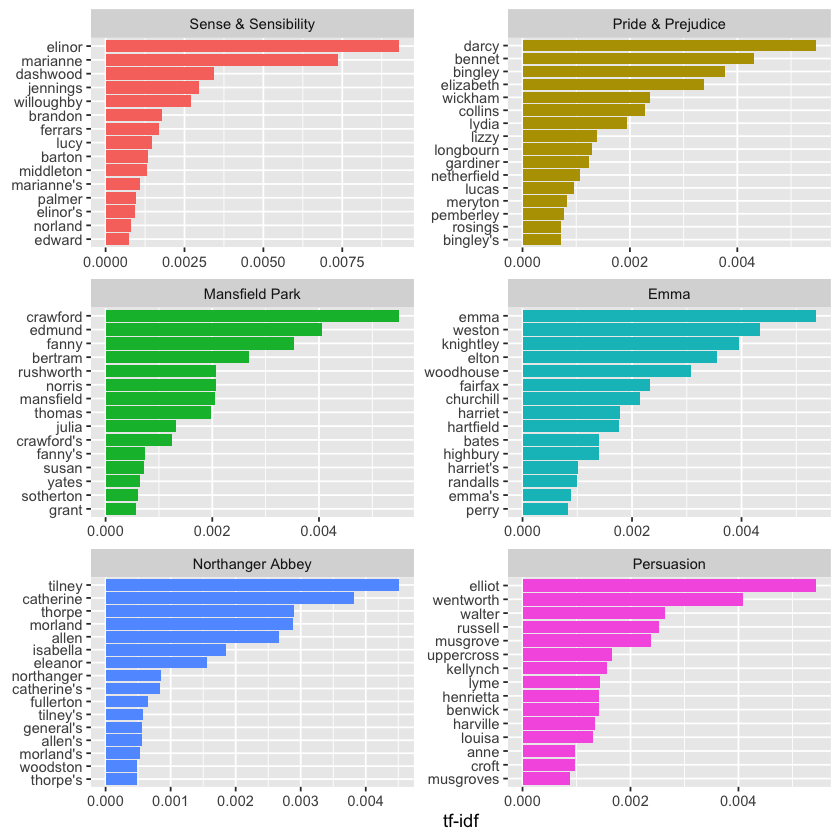 Sense & Sensibility
elinor
marianne
dashwood
jennings
willoughby
brandon
ferrars
lucy
barton
middleton
marianne's
palmer
elinor's
norland
edward
0.0000 0.0025 0.0050 0.0075
Pride & Prejudice
darcy
bennet
bingley
elizabeth
wickham
collins
lydia
lizzy
longbourn
gardiner
netherfield
lucas
meryton
pemberley
rosings
bingley's
0.000 0.002 0.004
Mansfield Park
crawford
edmund
fanny
bertram
rushworth
norris
mansfield
thomas
julia
crawford's
fanny's
susan
yates
sotherton
grant
0.000 0.002 0.004
Emma
emma
weston
knightley
elton
woodhouse
fairfax
churchill
harriet
hartfield
bates
highbury
harriet's
randalls
emma's
perry
0.000 0.002 0.004
Northanger Abbey
tilney
catherine
thorpe
morland
allen
isabella
eleanor
northanger
catherine's
fullerton
tilney's
general's
allen's
morland's
woodston
thorpe's
0.000 0.001 0.002 0.003 0.004
Persuasion
elliot
wentworth
walter
russell
musgrove
uppercross
kellynch
lyme
henrietta
benwick
harville
louisa
anne
croft
musgroves
0.000 0.002 0.004
tf-idf